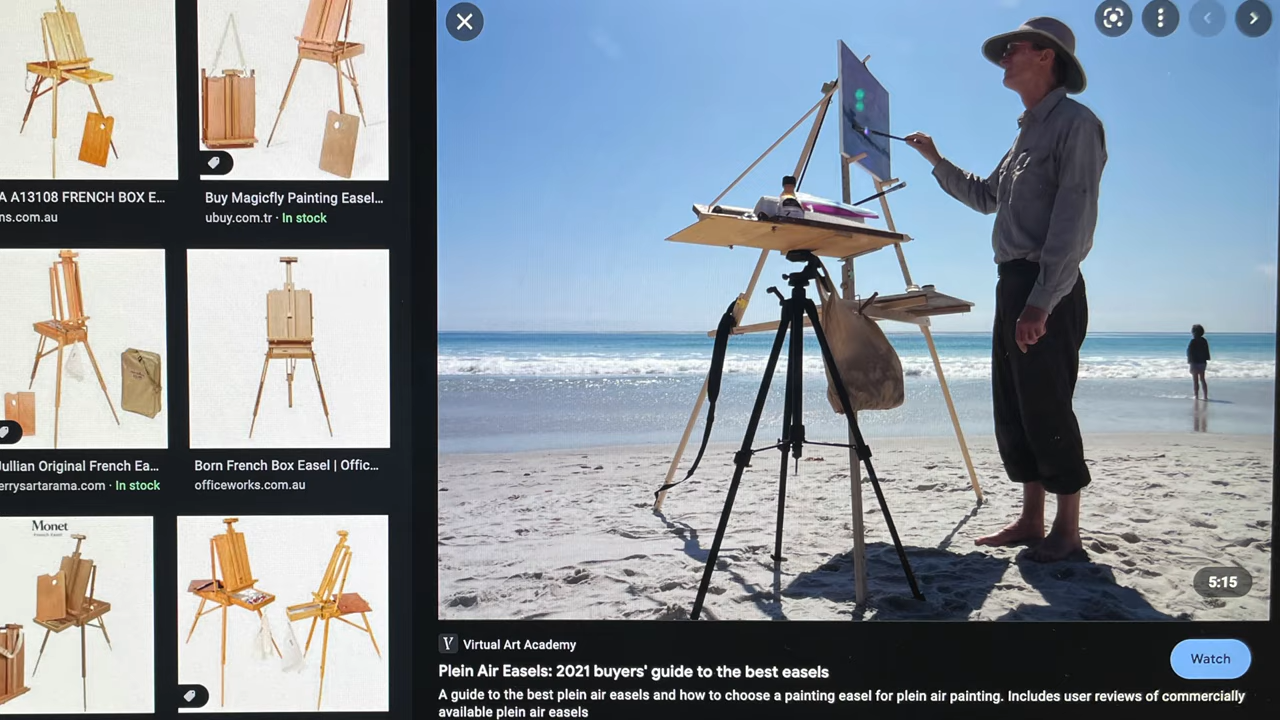 A A13108 FRENCH BOX E...
ns.com.au
Buy Magicfly Painting Easel...
ubuy.com.tr · In stock
Jullian Original French Ea...
errysartarama.com · In stock
Born French Box Easel | Offic...
officeworks.com.au
Monet
French Easel
5:15
V Virtual Art Academy
Plein Air Easels: 2021 buyers' guide to the best easels
Watch
A guide to the best plein air easels and how to choose a painting easel for plein air painting. Includes user reviews of commercially
available plein air easels